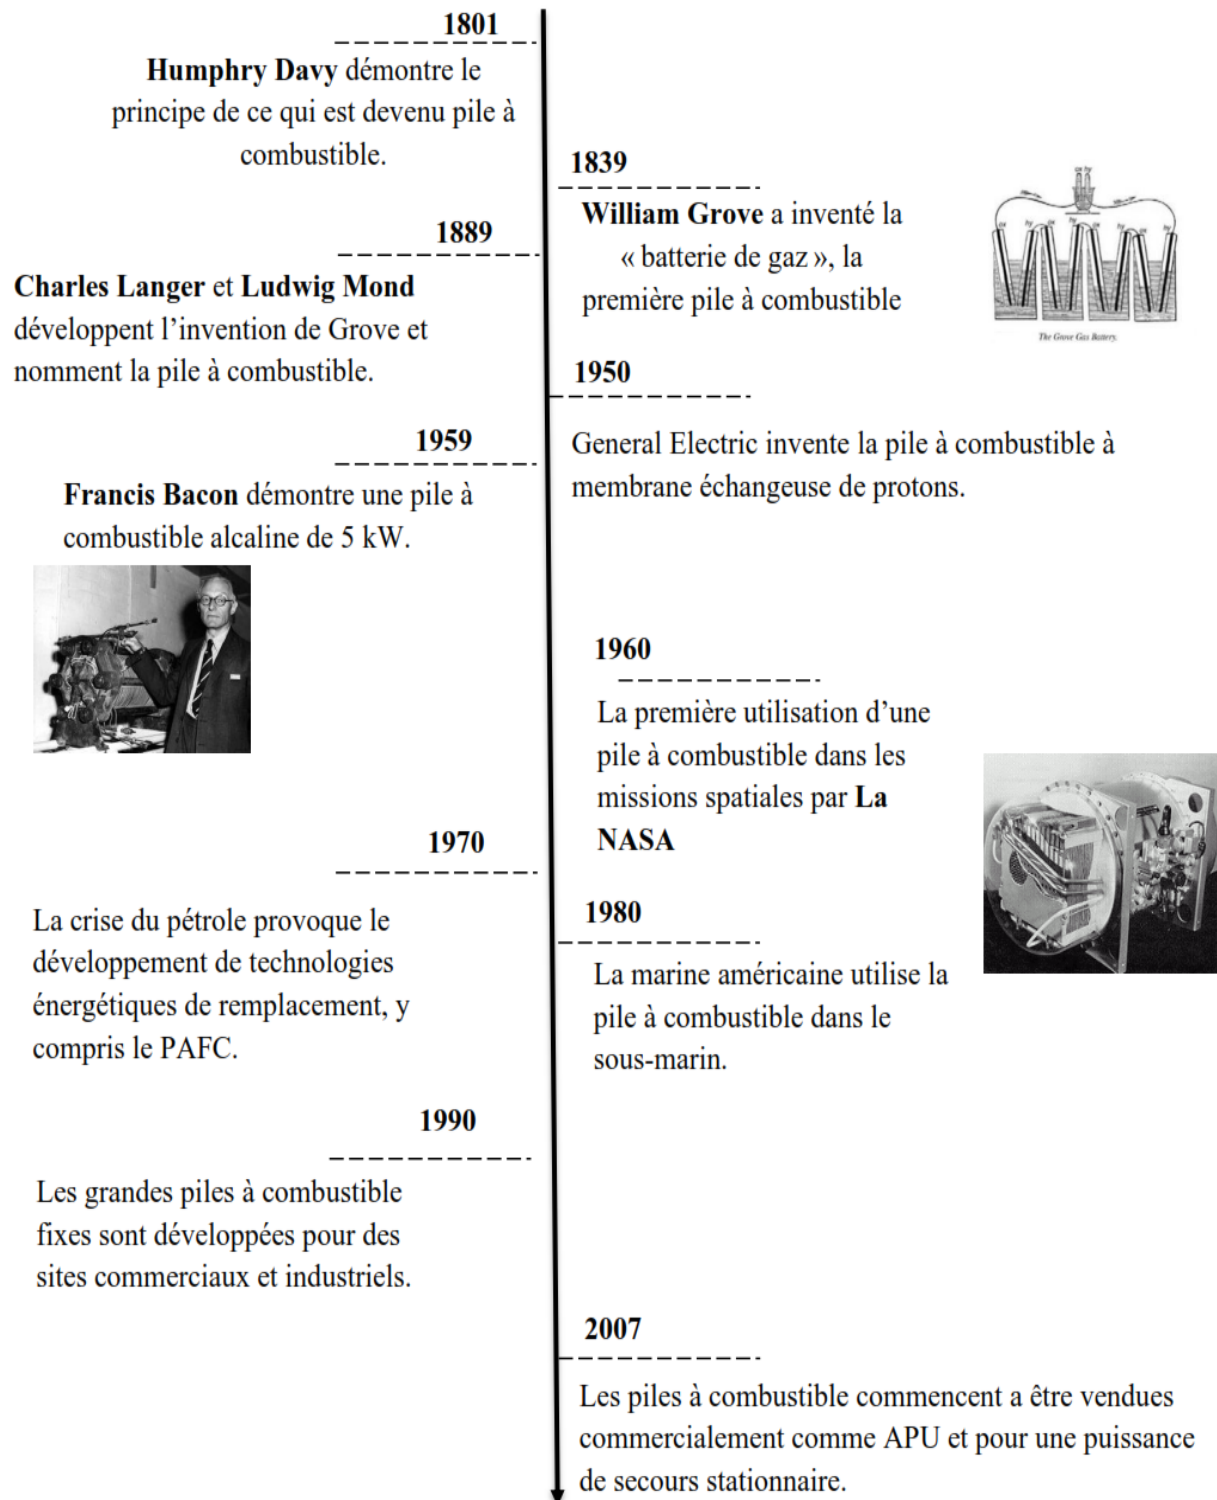 1801
Humphry Davy démontre le
principe de ce qui est devenu pile à
combustible.
1839
William Grove a inventé la
« batterie de gaz », la
première pile à combustible
The Grove Gas Battery.
1889
Charles Langer et Ludwig Mond
développent l’invention de Grove et
nomment la pile à combustible.
1950
General Electric invente la pile à combustible à
membrane échangeuse de protons.
1959
Francis Bacon démontre une pile à
combustible alcaline de 5 kW.
1960
La première utilisation d’une
pile à combustible dans les
missions spatiales par La
NASA
1970
La crise du pétrole provoque le
développement de technologies
énergétiques de remplacement, y
compris le PAFC.
1980
La marine américaine utilise la
pile à combustible dans le
sous-marin.
1990
Les grandes piles à combustible
fixes sont développées pour des
sites commerciaux et industriels.
2007
Les piles à combustible commencent a être vendues
commercialement comme APU et pour une puissance
de secours stationnaire.